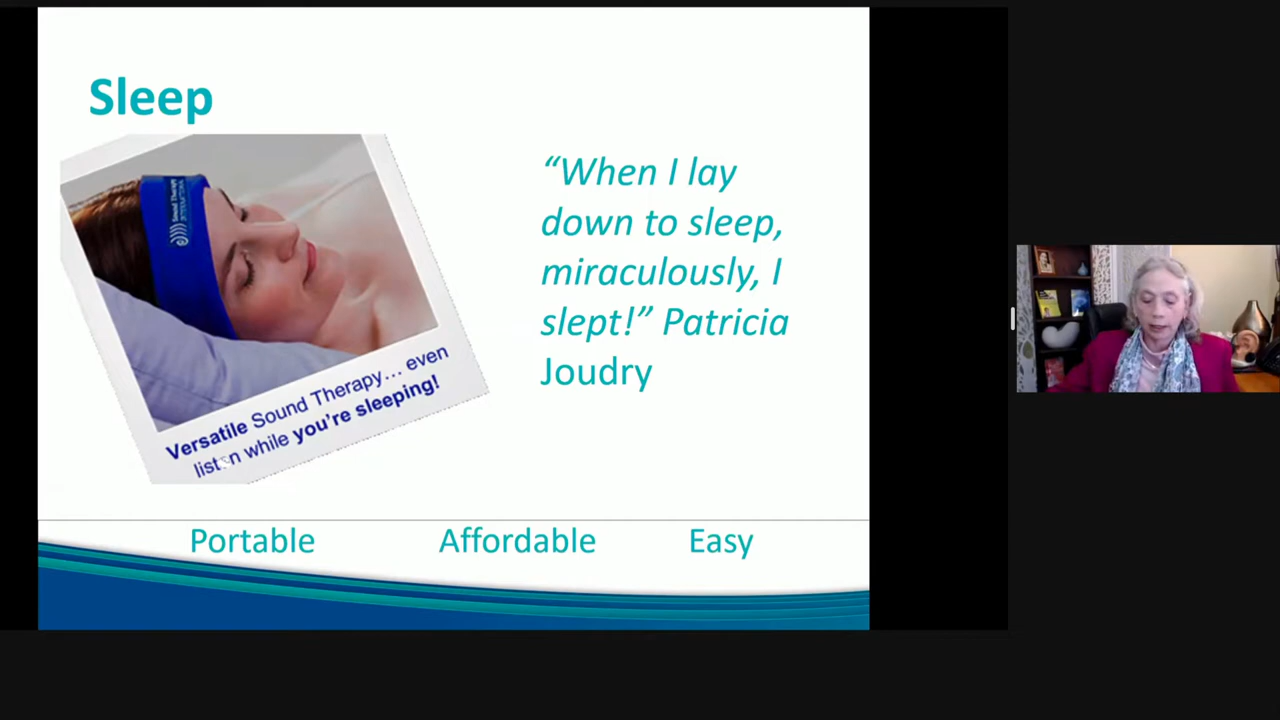 Sleep
Sound Therapy
INTERNATIONAL
“When I lay
down to sleep,
miraculously, I
slept!” Patricia
Joudry
Versatile Sound Therapy... even
listen while you're sleeping!
Portable Affordable Easy